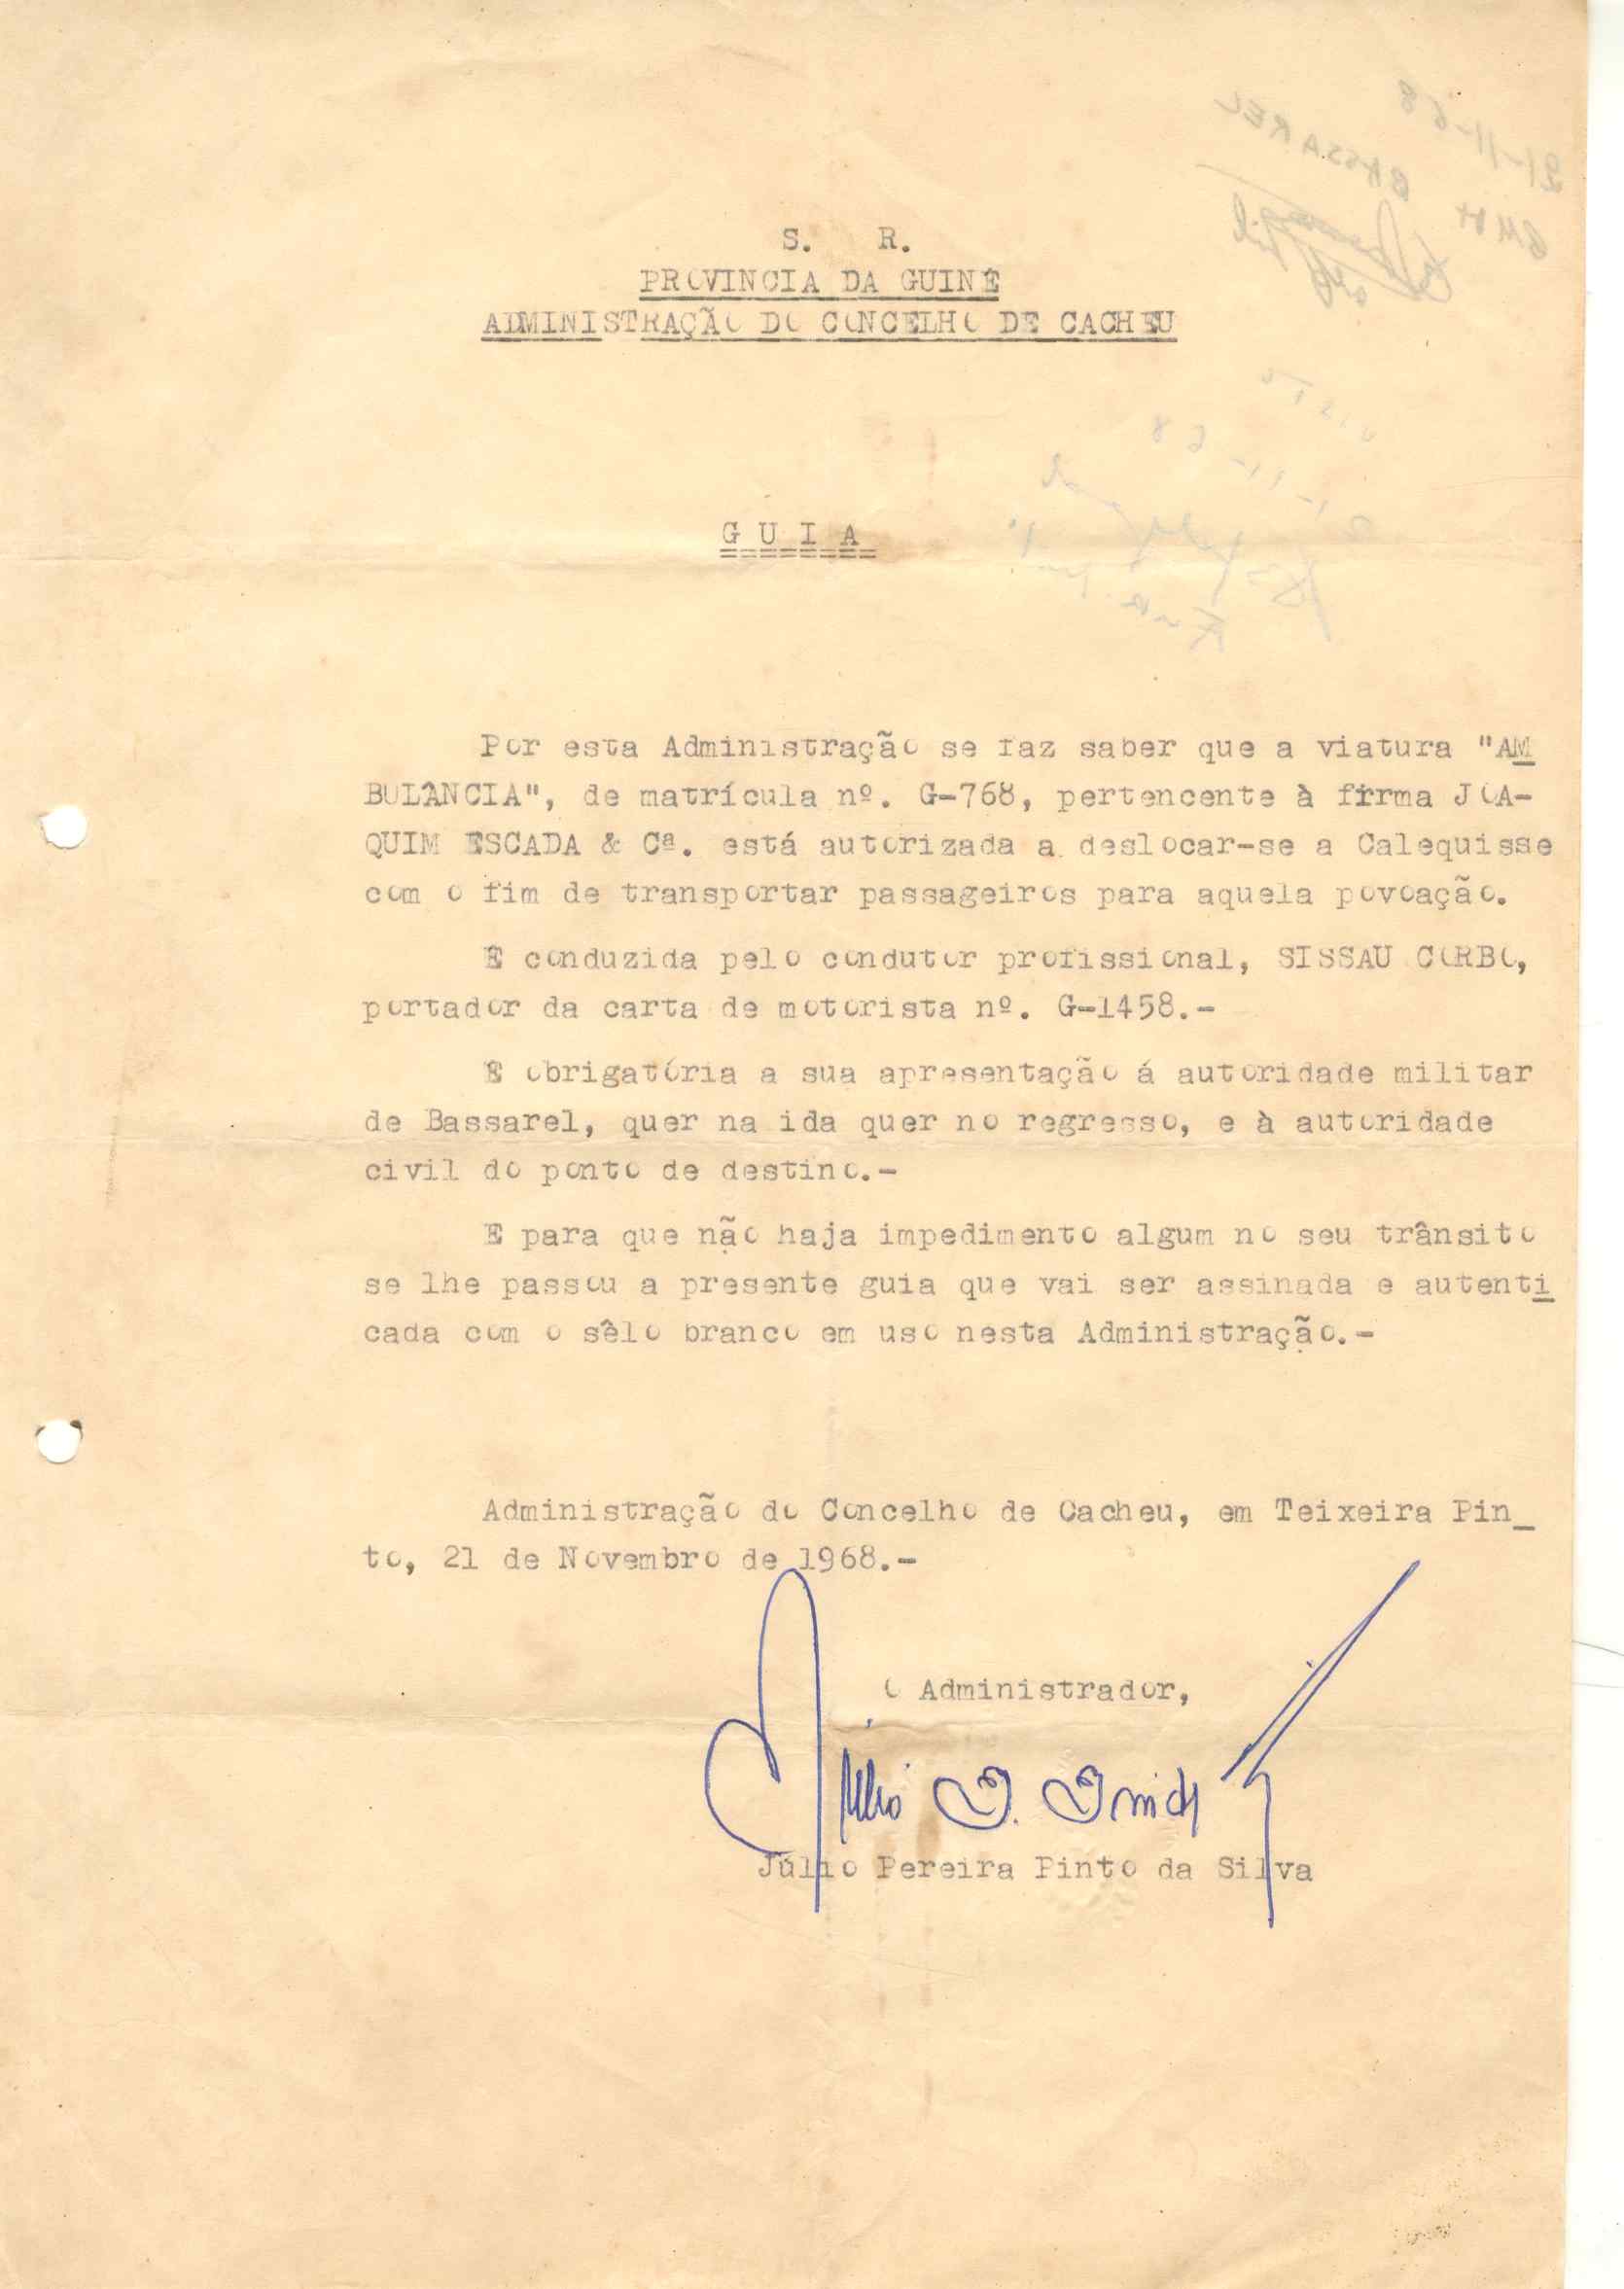 S. R.
PROVINCIA DA GUINÉ
ADMINISTRAÇÃO DO CONCELHO DE CACHEU
G U I A
Por esta Administração se faz saber que a viatura "AM
BULÂNCIA", de matrícula nº. G-768, pertencente à firma JOA-
QUIM ESCADA & Cª. está autorizada a deslocar-se a Calequisse
com o fim de transportar passageiros para aquela povoação.
É conduzida pelo condutor profissional, SISSAU CORBO,
portador da carta de motorista nº. G-1458.-
É obrigatória a sua apresentação á autoridade militar
de Bassarel, quer na ida quer no regresso, e à autoridade
civil do ponto de destino.-
E para que não haja impedimento algum no seu trânsito
se lhe passou a presente guia que vai ser assinada e autenti
cada com o sêlo branco em uso nesta Administração.-
Administração do Concelho de Cacheu, em Teixeira Pin_
to, 21 de Novembro de 1968.-
O Administrador,
Júlio Pereira Pinto da Silva
BASSAREL
21-11-68